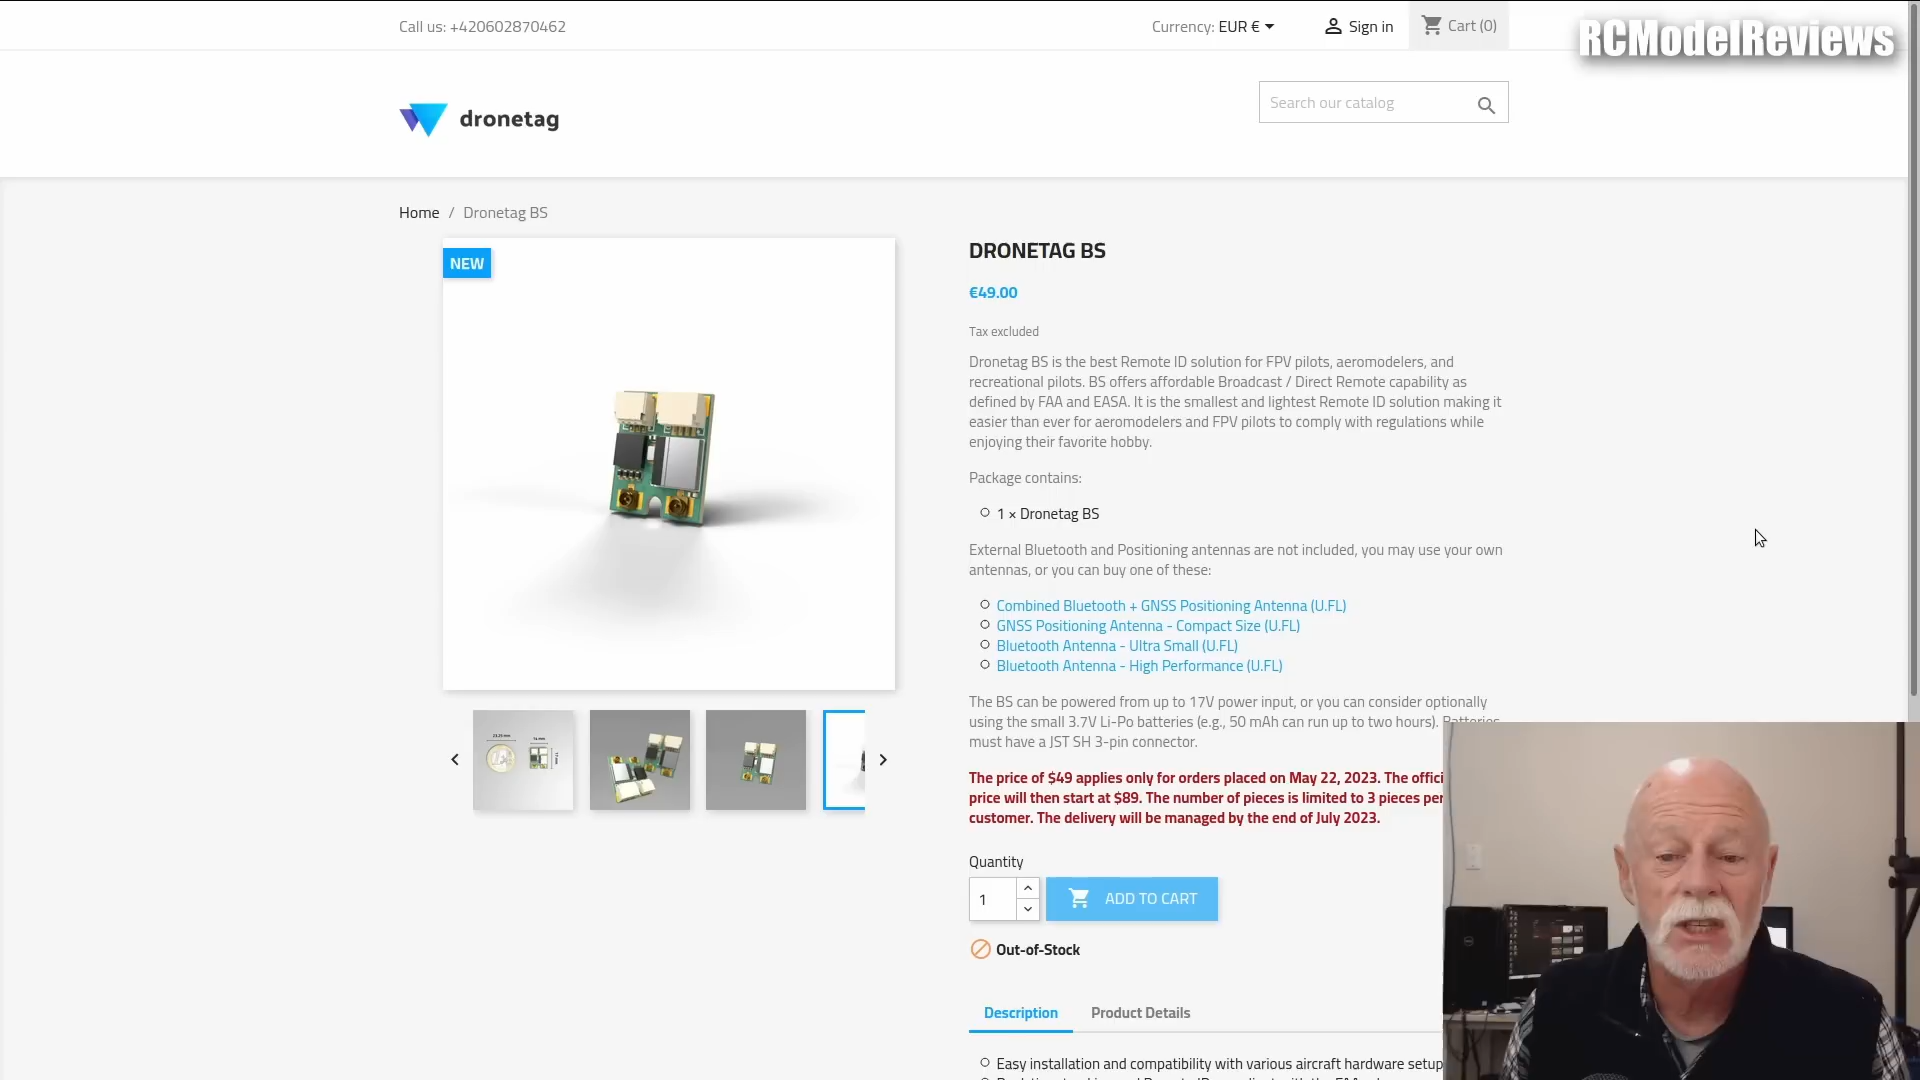 Call us: +420602870462
Currency: EUR €
Sign in
Cart (0)
RCModelReviews
dronetag
Search our catalog
Home / Dronetag BS
NEW
DRONETAG BS
€49.00
Tax excluded
Dronetag BS is the best Remote ID solution for FPV pilots, aeromodelers, and
recreational pilots. BS offers affordable Broadcast / Direct Remote capability as
defined by FAA and EASA. It is the smallest and lightest Remote ID solution making it
easier than ever for aeromodelers and FPV pilots to comply with regulations while
enjoying their favorite hobby.
Package contains:
1 × Dronetag BS
External Bluetooth and Positioning antennas are not included, you may use your own
antennas, or you can buy one of these:
Combined Bluetooth + GNSS Positioning Antenna (U.FL)
GNSS Positioning Antenna - Compact Size (U.FL)
Bluetooth Antenna - Ultra Small (U.FL)
Bluetooth Antenna - High Performance (U.FL)
The BS can be powered from up to 17V power input, or you can consider optionally
using the small 3.7V Li-Po batteries (e.g., 50 mAh can run up to two hours). Batteries
must have a JST SH 3-pin connector.
The price of $49 applies only for orders placed on May 22, 2023. The offici
price will then start at $89. The number of pieces is limited to 3 pieces per
customer. The delivery will be managed by the end of July 2023.
Quantity
1
ADD TO CART
Out-of-Stock
Description
Product Details
Easy installation and compatibility with various aircraft hardware setup